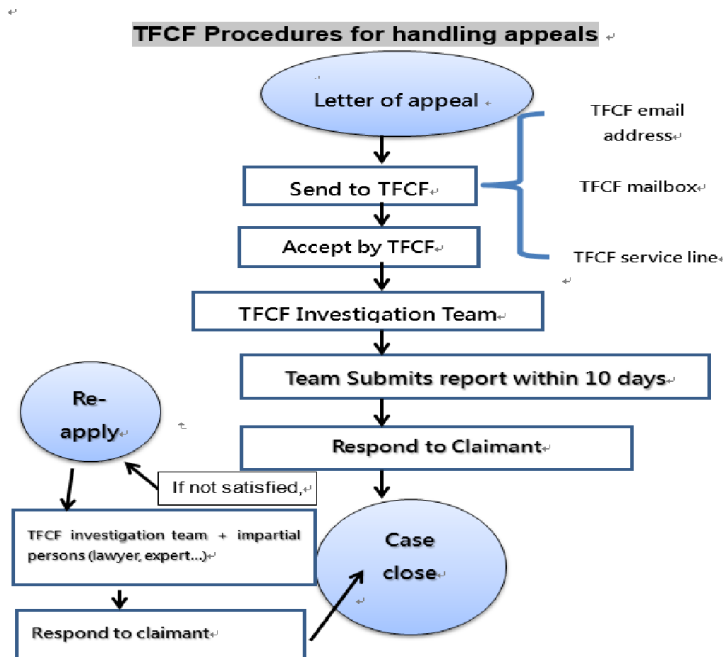 TFCF Procedures for handling appeals
Letter of appeal
TFCF email
address
Send to TFCF
TFCF mailbox
Accept by TFCF
TFCF service line
TFCF Investigation Team
Team Submits report within 10 days
Re-
apply
Respond to Claimant
If not satisfied,
TFCF investigation team + impartial
persons (lawyer, expert...)
Case
close
Respond to claimant